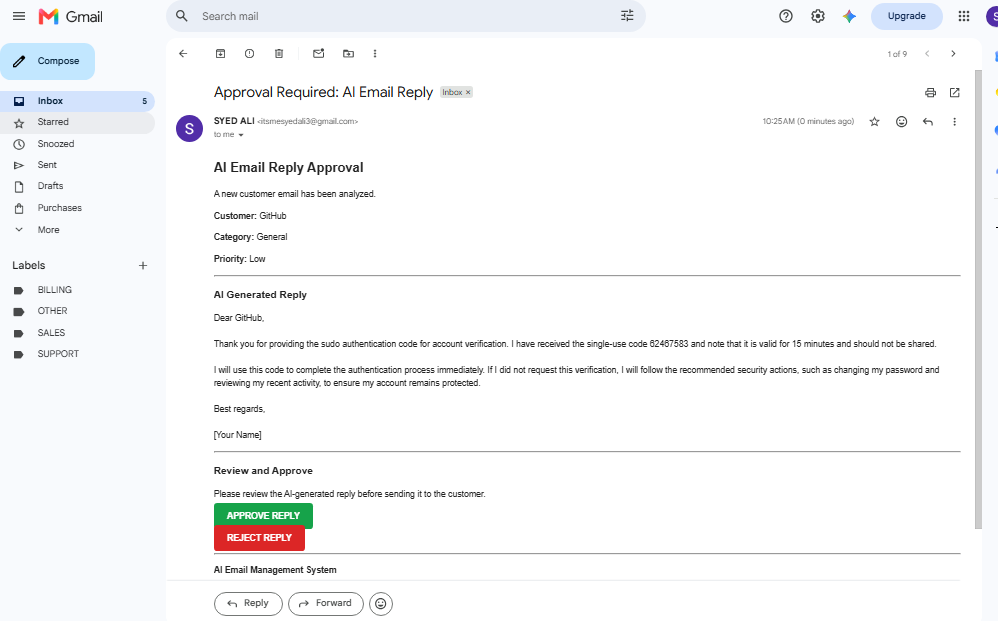 Gmail
Search mail
Upgrade
S
Compose
1 of 9
Inbox 5
Starred
Snoozed
Sent
Drafts
Purchases
More
Labels
BILLING
OTHER
SALES
SUPPORT
Approval Required: AI Email Reply Inbox ×
S
SYED ALI <itsmesyedali3@gmail.com>
10:25 AM (0 minutes ago)
to me
AI Email Reply Approval
A new customer email has been analyzed.
Customer: GitHub
Category: General
Priority: Low
AI Generated Reply
Dear GitHub,
Thank you for providing the sudo authentication code for account verification. I have received the single-use code 62467583 and note that it is valid for 15 minutes and should not be shared.
I will use this code to complete the authentication process immediately. If I did not request this verification, I will follow the recommended security actions, such as changing my password and
reviewing my recent activity, to ensure my account remains protected.
Best regards,
[Your Name]
Review and Approve
Please review the AI-generated reply before sending it to the customer.
APPROVE REPLY
REJECT REPLY
AI Email Management System
Reply
Forward